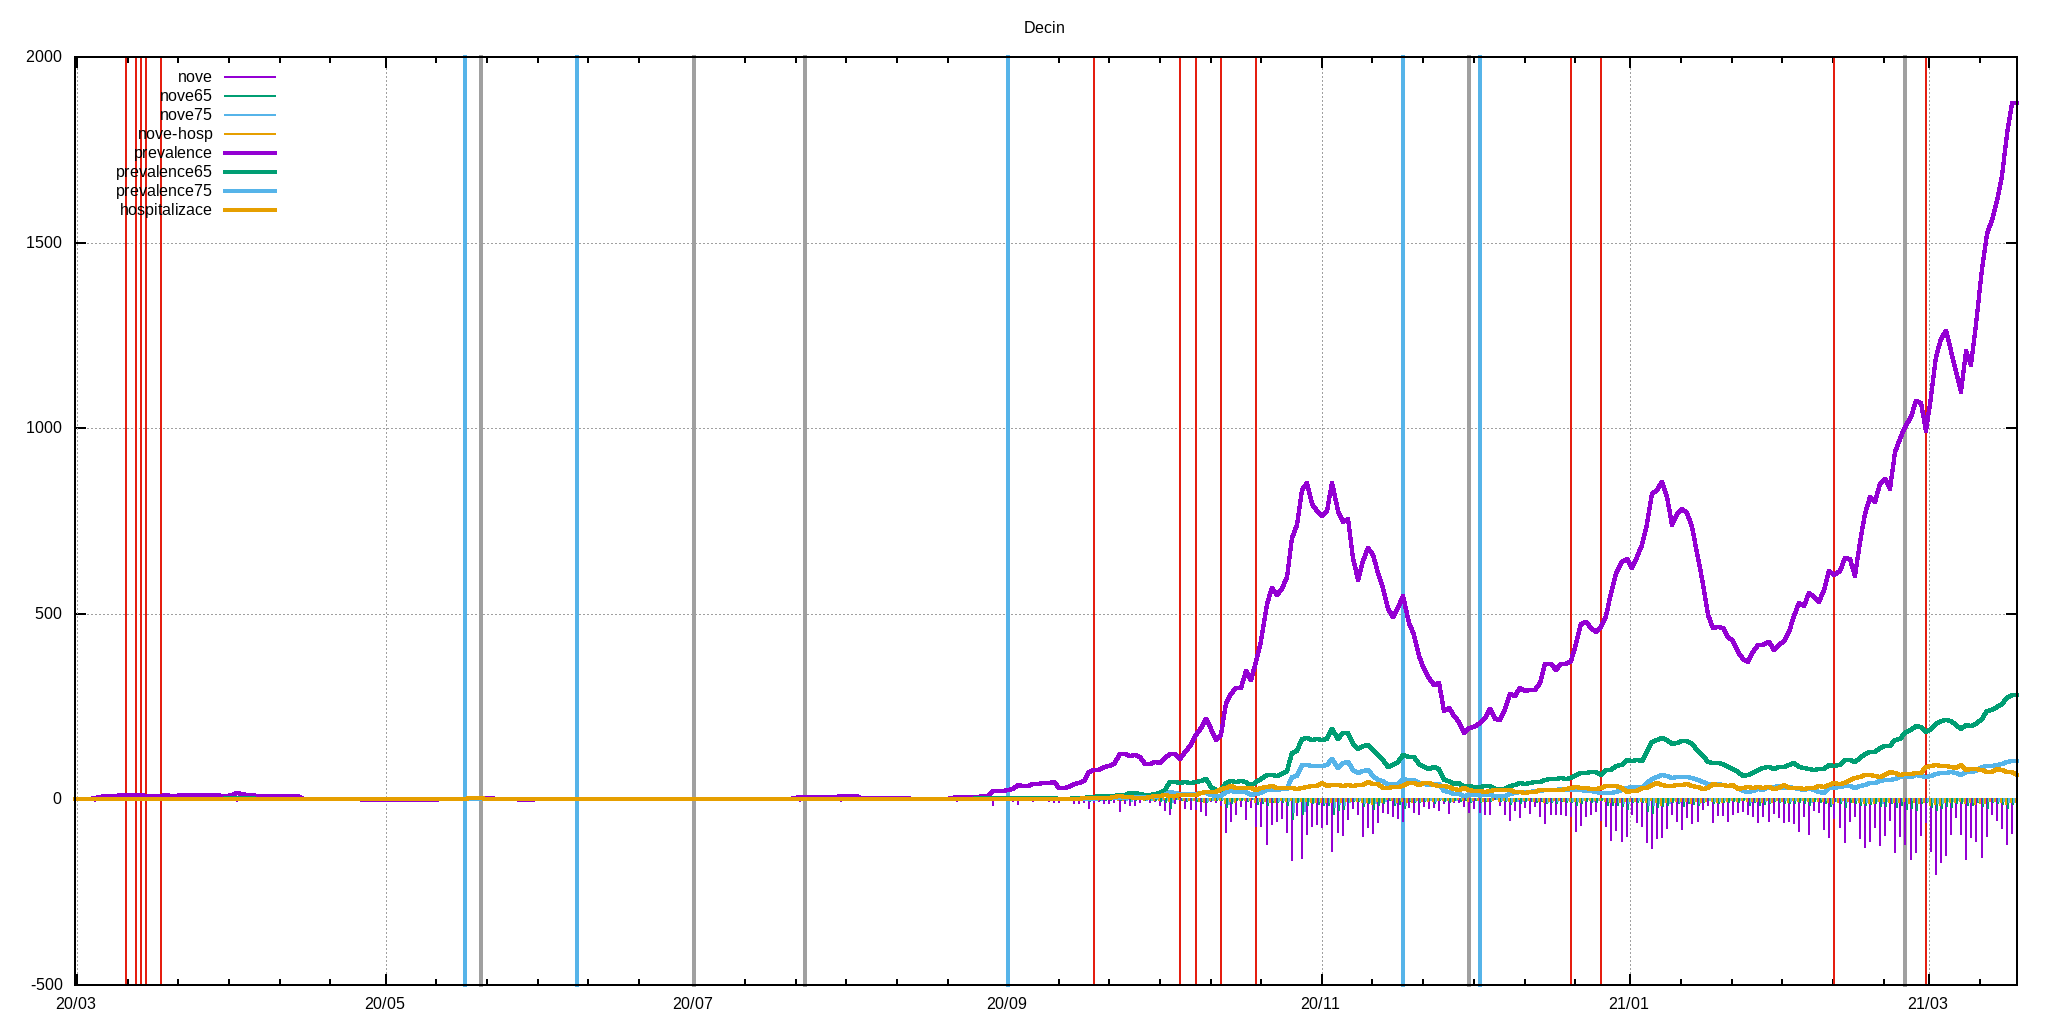 Decin
2000
1500
1000
500
0
-500
nove
nove65
nove75
nove-hosp
prevalence
prevalence65
prevalence75
hospitalizace
20/03 20/05 20/07 20/09 20/11 21/01 21/03